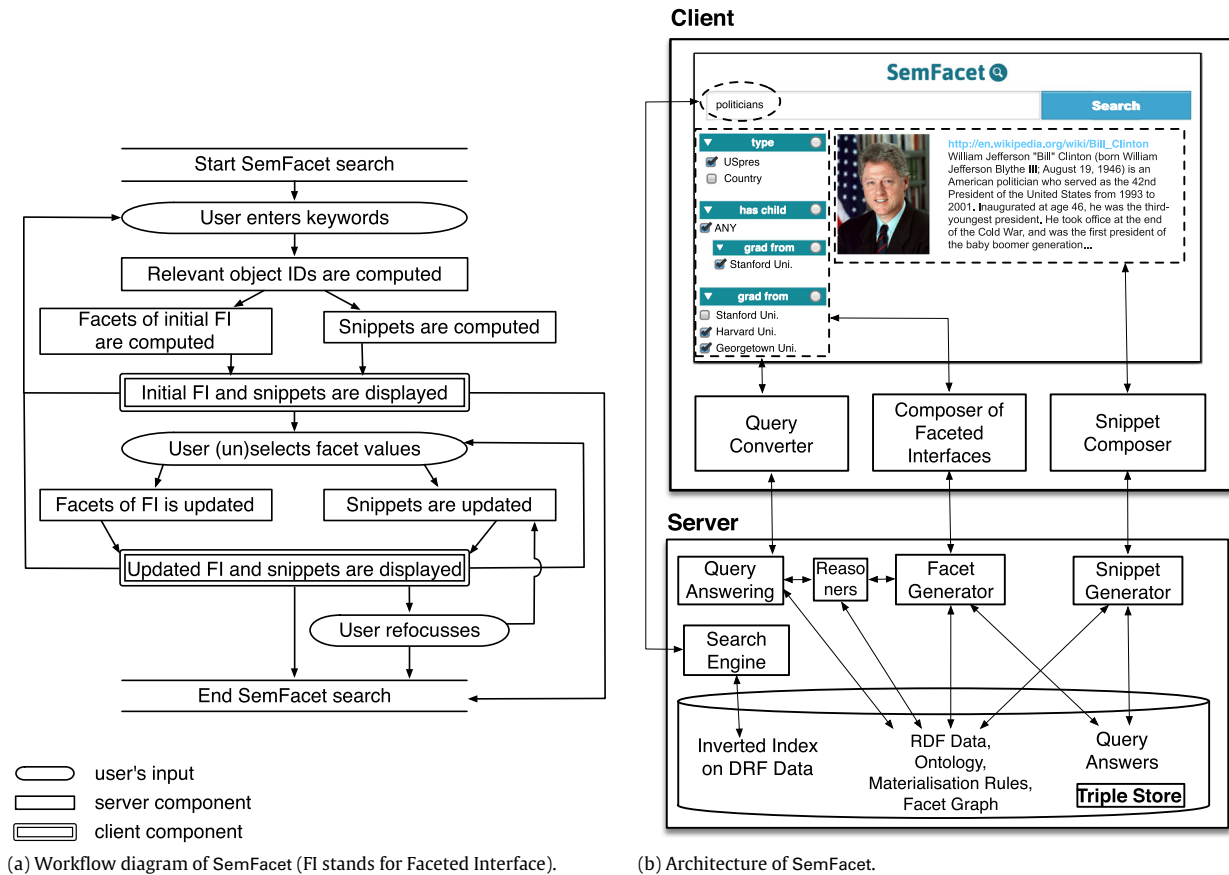 Start SemFacet search
User enters keywords
Relevant object IDs are computed
Facets of initial FI
are computed
Snippets are computed
Initial FI and snippets are displayed
User (un)selects facet values
Facets of FI is updated
Snippets are updated
Updated FI and snippets are displayed
User refocusses
End SemFacet search
user's input
server component
client component
(a) Workflow diagram of SemFacet (FI stands for Faceted Interface).
Client
SemFacet
politicians
Search
type
USpres
Country
has child
ANY
grad from
Stanford Uni.
grad from
Stanford Uni.
Harvard Uni.
Georgetown Uni.
http://en.wikipedia.org/wiki/Bill_Clinton
William Jefferson "Bill" Clinton (born William
Jefferson Blythe III; August 19, 1946) is an
American politician who served as the 42nd
President of the United States from 1993 to
2001. Inaugurated at age 46, he was the third-
youngest president. He took office at the end
of the Cold War, and was the first president of
the baby boomer generation...
Query
Converter
Composer of
Faceted
Interfaces
Snippet
Composer
Server
Query
Answering
Reaso
ners
Facet
Generator
Snippet
Generator
Search
Engine
Inverted Index
on DRF Data
RDF Data,
Ontology,
Materialisation Rules,
Facet Graph
Query
Answers
Triple Store
(b) Architecture of SemFacet.